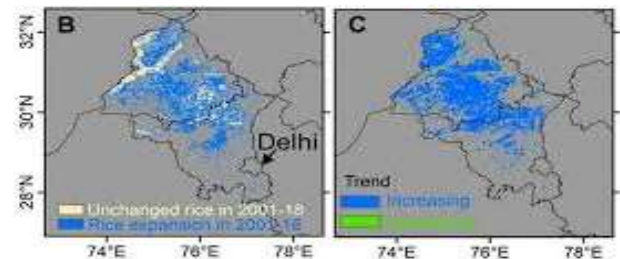 B
C
32°N
30°N
28°N
Delhi
Unchanged rice in 2001-18
Rice expansion in 2001-18
Trend
Increasing
74°E
76°E
78°E
74°E
76°E
78°E